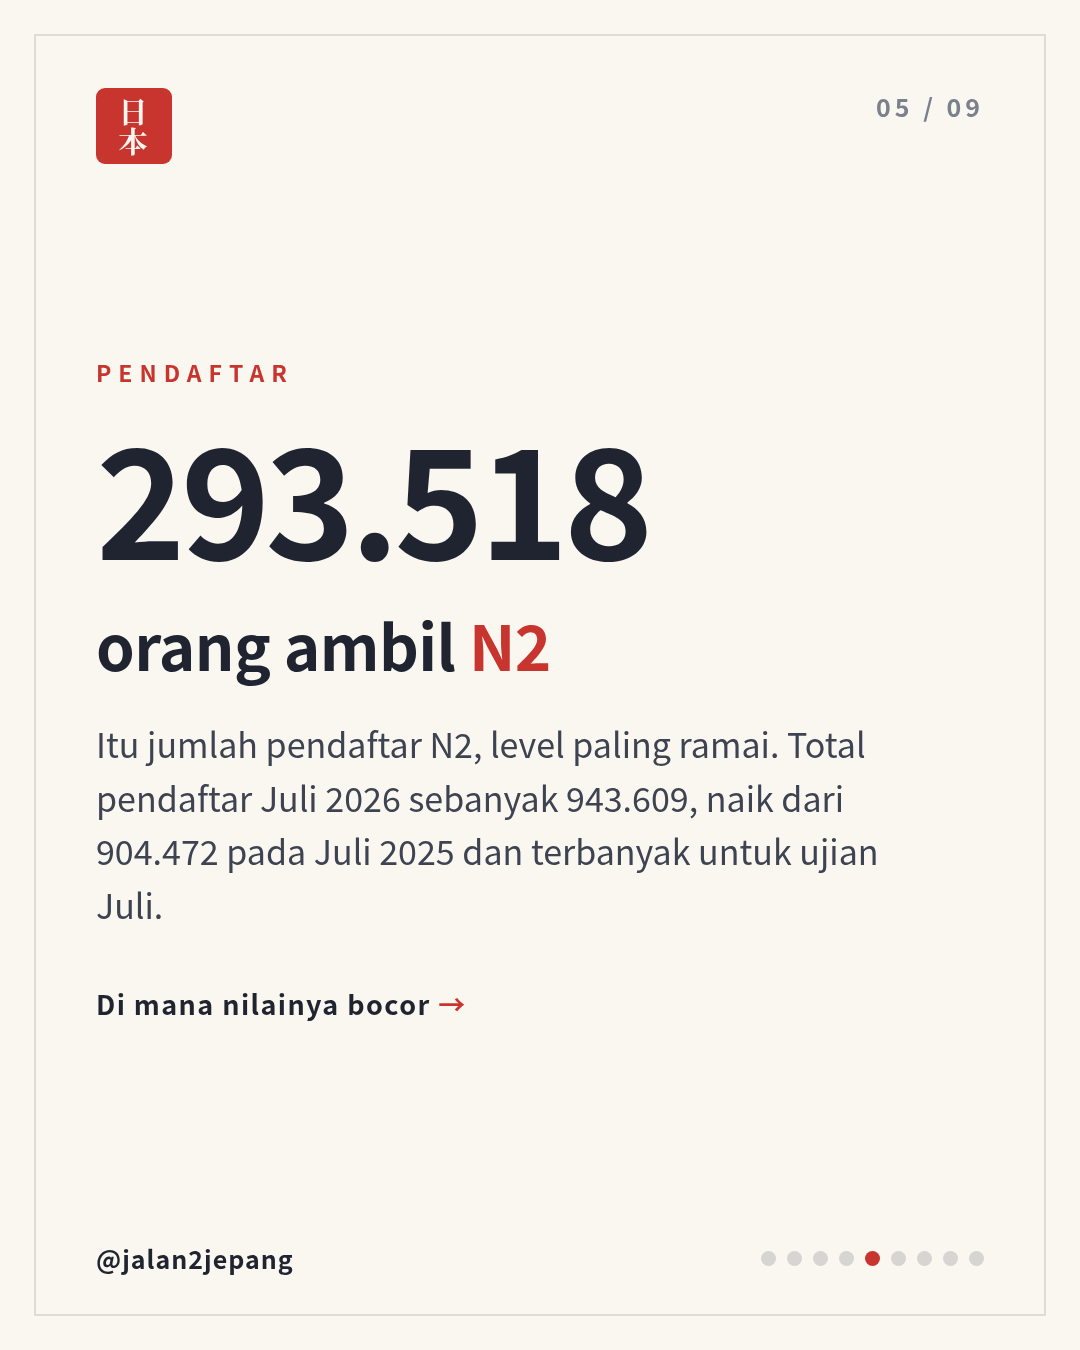 日本
05 / 09
PENDAFTAR
293.518
orang ambil N2
Itu jumlah pendaftar N2, level paling ramai. Total
pendaftar Juli 2026 sebanyak 943.609, naik dari
904.472 pada Juli 2025 dan terbanyak untuk ujian
Juli.
Di mana nilainya bocor →
@jalan2jepang